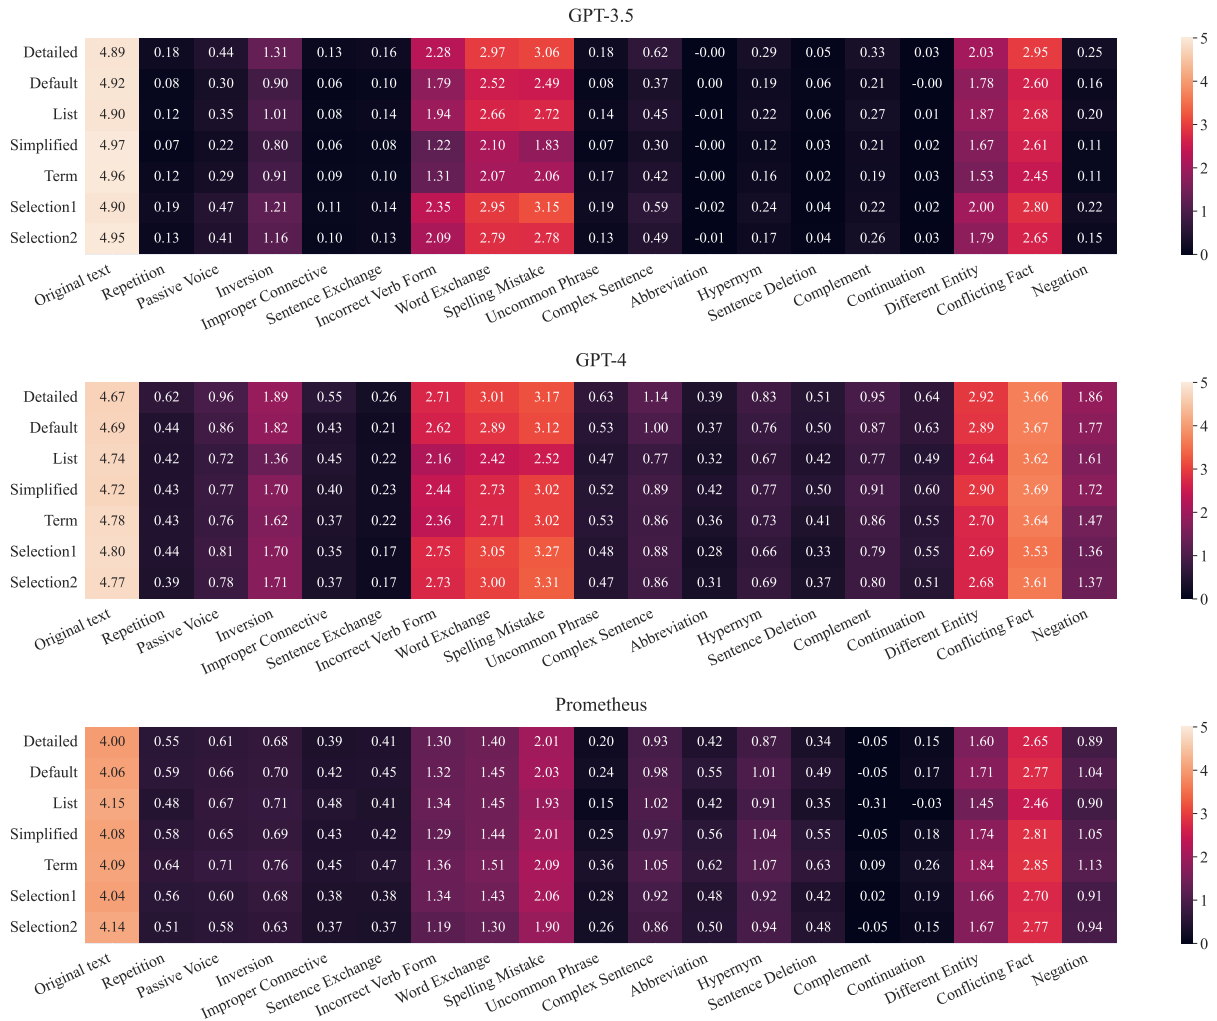 GPT-3.5
Detailed 4.89 0.18 0.44 1.31 0.13 0.16 2.28 2.97 3.06 0.18 0.62 -0.00 0.29 0.05 0.33 0.03 2.03 2.95 0.25
Default 4.92 0.08 0.30 0.90 0.06 0.10 1.79 2.52 2.49 0.08 0.37 0.00 0.19 0.06 0.21 -0.00 1.78 2.60 0.16
List 4.90 0.12 0.35 1.01 0.08 0.14 1.94 2.66 2.72 0.14 0.45 -0.01 0.22 0.06 0.27 0.01 1.87 2.68 0.20
Simplified 4.97 0.07 0.22 0.80 0.06 0.08 1.22 2.10 1.83 0.07 0.30 -0.00 0.12 0.03 0.21 0.02 1.67 2.61 0.11
Term 4.96 0.12 0.29 0.91 0.09 0.10 1.31 2.07 2.06 0.17 0.42 -0.00 0.16 0.02 0.19 0.03 1.53 2.45 0.11
Selection1 4.90 0.19 0.47 1.21 0.11 0.14 2.35 2.95 3.15 0.19 0.59 -0.02 0.24 0.04 0.22 0.02 2.00 2.80 0.22
Selection2 4.95 0.13 0.41 1.16 0.10 0.13 2.09 2.79 2.78 0.13 0.49 -0.01 0.17 0.04 0.26 0.03 1.79 2.65 0.15
Original text Repetition Passive Voice Inversion Improper Connective Sentence Exchange Incorrect Verb Form Word Exchange Spelling Mistake Uncommon Phrase Complex Sentence Abbreviation Hypernym Sentence Deletion Complement Continuation Different Entity Conflicting Fact Negation
5
4
3
2
1
0
GPT-4
Detailed 4.67 0.62 0.96 1.89 0.55 0.26 2.71 3.01 3.17 0.63 1.14 0.39 0.83 0.51 0.95 0.64 2.92 3.66 1.86
Default 4.69 0.44 0.86 1.82 0.43 0.21 2.62 2.89 3.12 0.53 1.00 0.37 0.76 0.50 0.87 0.63 2.89 3.67 1.77
List 4.74 0.42 0.72 1.36 0.45 0.22 2.16 2.42 2.52 0.47 0.77 0.32 0.67 0.42 0.77 0.49 2.64 3.62 1.61
Simplified 4.72 0.43 0.77 1.70 0.40 0.23 2.44 2.73 3.02 0.52 0.89 0.42 0.77 0.50 0.91 0.60 2.90 3.69 1.72
Term 4.78 0.43 0.76 1.62 0.37 0.22 2.36 2.71 3.02 0.53 0.86 0.36 0.73 0.41 0.86 0.55 2.70 3.64 1.47
Selection1 4.80 0.44 0.81 1.70 0.35 0.17 2.75 3.05 3.27 0.48 0.88 0.28 0.66 0.33 0.79 0.55 2.69 3.53 1.36
Selection2 4.77 0.39 0.78 1.71 0.37 0.17 2.73 3.00 3.31 0.47 0.86 0.31 0.69 0.37 0.80 0.51 2.68 3.61 1.37
Original text Repetition Passive Voice Inversion Improper Connective Sentence Exchange Incorrect Verb Form Word Exchange Spelling Mistake Uncommon Phrase Complex Sentence Abbreviation Hypernym Sentence Deletion Complement Continuation Different Entity Conflicting Fact Negation
5
4
3
2
1
0
Prometheus
Detailed 4.00 0.55 0.61 0.68 0.39 0.41 1.30 1.40 2.01 0.20 0.93 0.42 0.87 0.34 -0.05 0.15 1.60 2.65 0.89
Default 4.06 0.59 0.66 0.70 0.42 0.45 1.32 1.45 2.03 0.24 0.98 0.55 1.01 0.49 -0.05 0.17 1.71 2.77 1.04
List 4.15 0.48 0.67 0.71 0.48 0.41 1.34 1.45 1.93 0.15 1.02 0.42 0.91 0.35 -0.31 -0.03 1.45 2.46 0.90
Simplified 4.08 0.58 0.65 0.69 0.43 0.42 1.29 1.44 2.01 0.25 0.97 0.56 1.04 0.55 -0.05 0.18 1.74 2.81 1.05
Term 4.09 0.64 0.71 0.76 0.45 0.47 1.36 1.51 2.09 0.36 1.05 0.62 1.07 0.63 0.09 0.26 1.84 2.85 1.13
Selection1 4.04 0.56 0.60 0.68 0.38 0.38 1.34 1.43 2.06 0.28 0.92 0.48 0.92 0.42 0.02 0.19 1.66 2.70 0.91
Selection2 4.14 0.51 0.58 0.63 0.37 0.37 1.19 1.30 1.90 0.26 0.86 0.50 0.94 0.48 -0.05 0.15 1.67 2.77 0.94
Original text Repetition Passive Voice Inversion Improper Connective Sentence Exchange Incorrect Verb Form Word Exchange Spelling Mistake Uncommon Phrase Complex Sentence Abbreviation Hypernym Sentence Deletion Complement Continuation Different Entity Conflicting Fact Negation
5
4
3
2
1
0